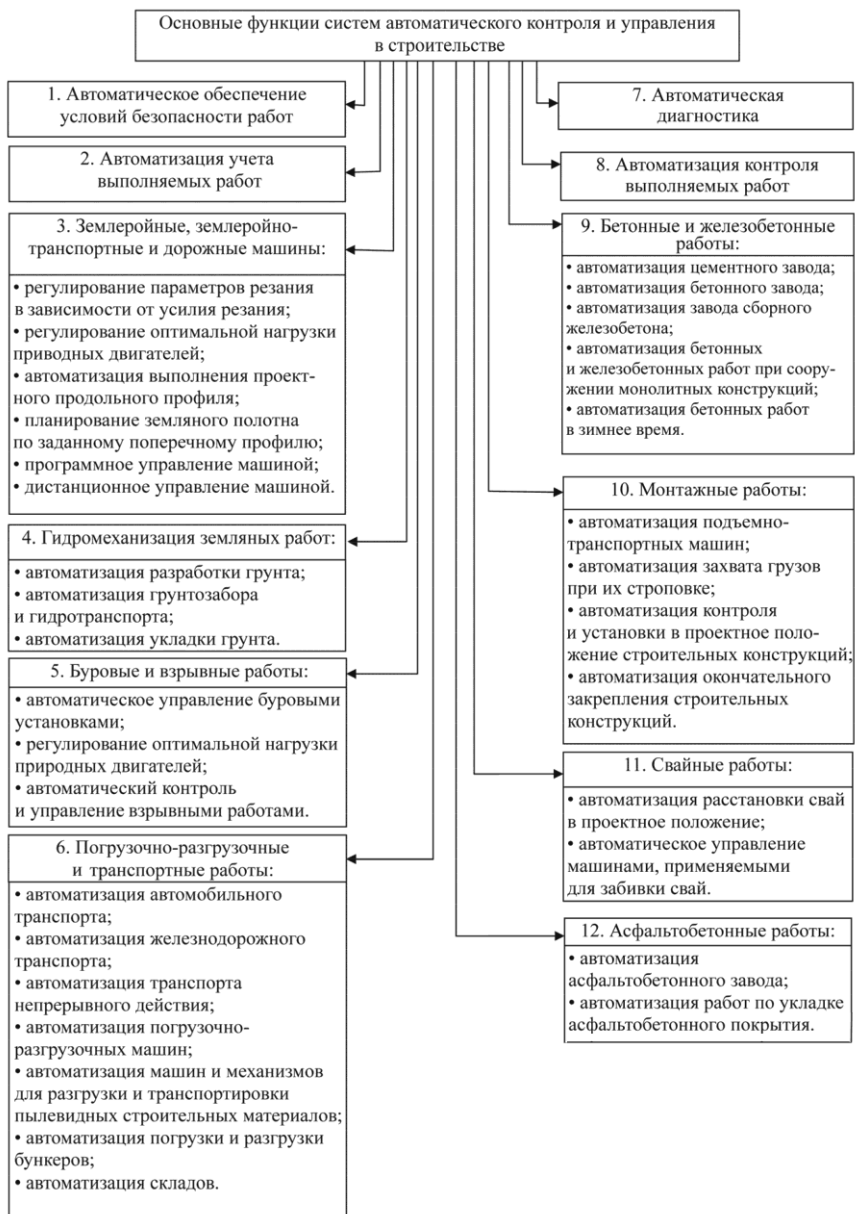 Основные функции систем автоматического контроля и управления
в строительстве
1. Автоматическое обеспечение
условий безопасности работ
2. Автоматизация учета
выполняемых работ
3. Землеройные, землеройно-
транспортные и дорожные машины:
• регулирование параметров резания
в зависимости от усилия резания;
• регулирование оптимальной нагрузки
приводных двигателей;
• автоматизация выполнения проект-
ного продольного профиля;
• планирование земляного полотна
по заданному поперечному профилю;
• программное управление машиной;
• дистанционное управление машиной.
4. Гидромеханизация земляных работ:
• автоматизация разработки грунта;
• автоматизация грунтозабора
и гидротранспорта;
• автоматизация укладки грунта.
5. Буровые и взрывные работы:
• автоматическое управление буровыми
установками;
• регулирование оптимальной нагрузки
природных двигателей;
• автоматический контроль
и управление взрывными работами.
6. Погрузочно-разгрузочные
и транспортные работы:
• автоматизация автомобильного
транспорта;
• автоматизация железнодорожного
транспорта;
• автоматизация транспорта
непрерывного действия;
• автоматизация погрузочно-
разгрузочных машин;
• автоматизация машин и механизмов
для разгрузки и транспортировки
пылевидных строительных материалов;
• автоматизация погрузки и разгрузки
бункеров;
• автоматизация складов.
7. Автоматическая
диагностика
8. Автоматизация контроля
выполняемых работ
9. Бетонные и железобетонные
работы:
• автоматизация цементного завода;
• автоматизация бетонного завода;
• автоматизация завода сборного
железобетона;
• автоматизация бетонных
и железобетонных работ при соору-
жении монолитных конструкций;
• автоматизация бетонных работ
в зимнее время.
10. Монтажные работы:
• автоматизация подъемно-
транспортных машин;
• автоматизация захвата грузов
при их строповке;
• автоматизация контроля
и установки в проектное поло-
жение строительных конструкций;
• автоматизация окончательного
закрепления строительных
конструкций.
11. Свайные работы:
• автоматизация расстановки свай
в проектное положение;
• автоматическое управление
машинами, применяемыми
для забивки свай.
12. Асфальтобетонные работы:
• автоматизация
асфальтобетонного завода;
• автоматизация работ по укладке
асфальтобетонного покрытия.